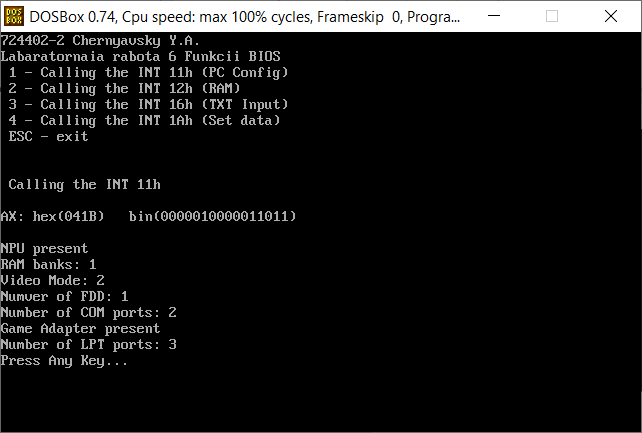 DOS BOX DOSBox 0.74, Cpu speed: max 100% cycles, Frameskip 0, Progra...
724402-2 Chernyavsky Y.A.
Labaratornaia rabota 6 Funkcii BIOS
1 - Calling the INT 11h (PC Config)
2 - Calling the INT 12h (RAM)
3 - Calling the INT 16h (TXT Input)
4 - Calling the INT 1Ah (Set data)
ESC - exit
Calling the INT 11h
AX: hex(041B) bin(0000010000011011)
NPU present
RAM banks: 1
Video Mode: 2
Numver of FDD: 1
Number of COM ports: 2
Game Adapter present
Number of LPT ports: 3
Press Any Key...